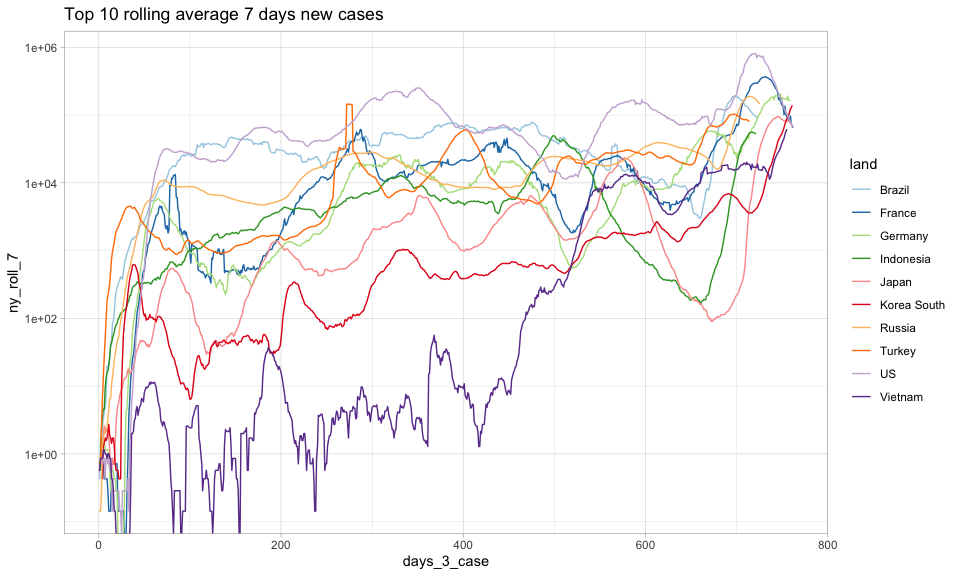 Top 10 rolling average 7 days new cases
ny_roll_7
1e+06
1e+04
1e+02
1e+00
0 200 400 600 800
days_3_case
land
Brazil
France
Germany
Indonesia
Japan
Korea South
Russia
Turkey
US
Vietnam